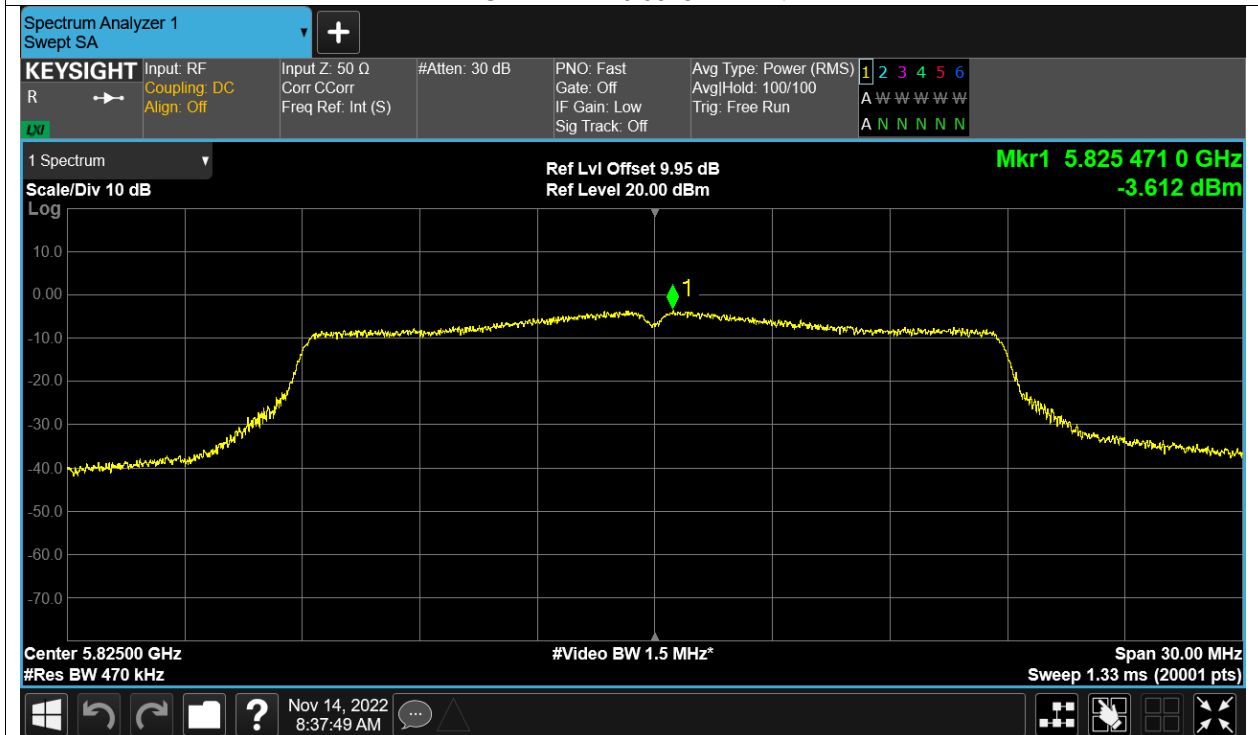 Spectrum Analyzer 1
Swept SA
+
KEYSIGHT
R
LXI
Input: RF
Coupling: DC
Align: Off
Input Z: 50 Ω
Corr CCorr
Freq Ref: Int (S)
#Atten: 30 dB
PNO: Fast
Gate: Off
IF Gain: Low
Sig Track: Off
Avg Type: Power (RMS)
Avg|Hold: 100/100
Trig: Free Run
1 2 3 4 5 6
A W W W W W
A N N N N N
1 Spectrum
Scale/Div 10 dB
Log
Ref Lvl Offset 9.95 dB
Ref Level 20.00 dBm
Mkr1 5.825 471 0 GHz
-3.612 dBm
10.0
0.00
-10.0
-20.0
-30.0
-40.0
-50.0
-60.0
-70.0
1
Center 5.82500 GHz
#Res BW 470 kHz
#Video BW 1.5 MHz*
Span 30.00 MHz
Sweep 1.33 ms (20001 pts)
?
Nov 14, 2022
8:37:49 AM